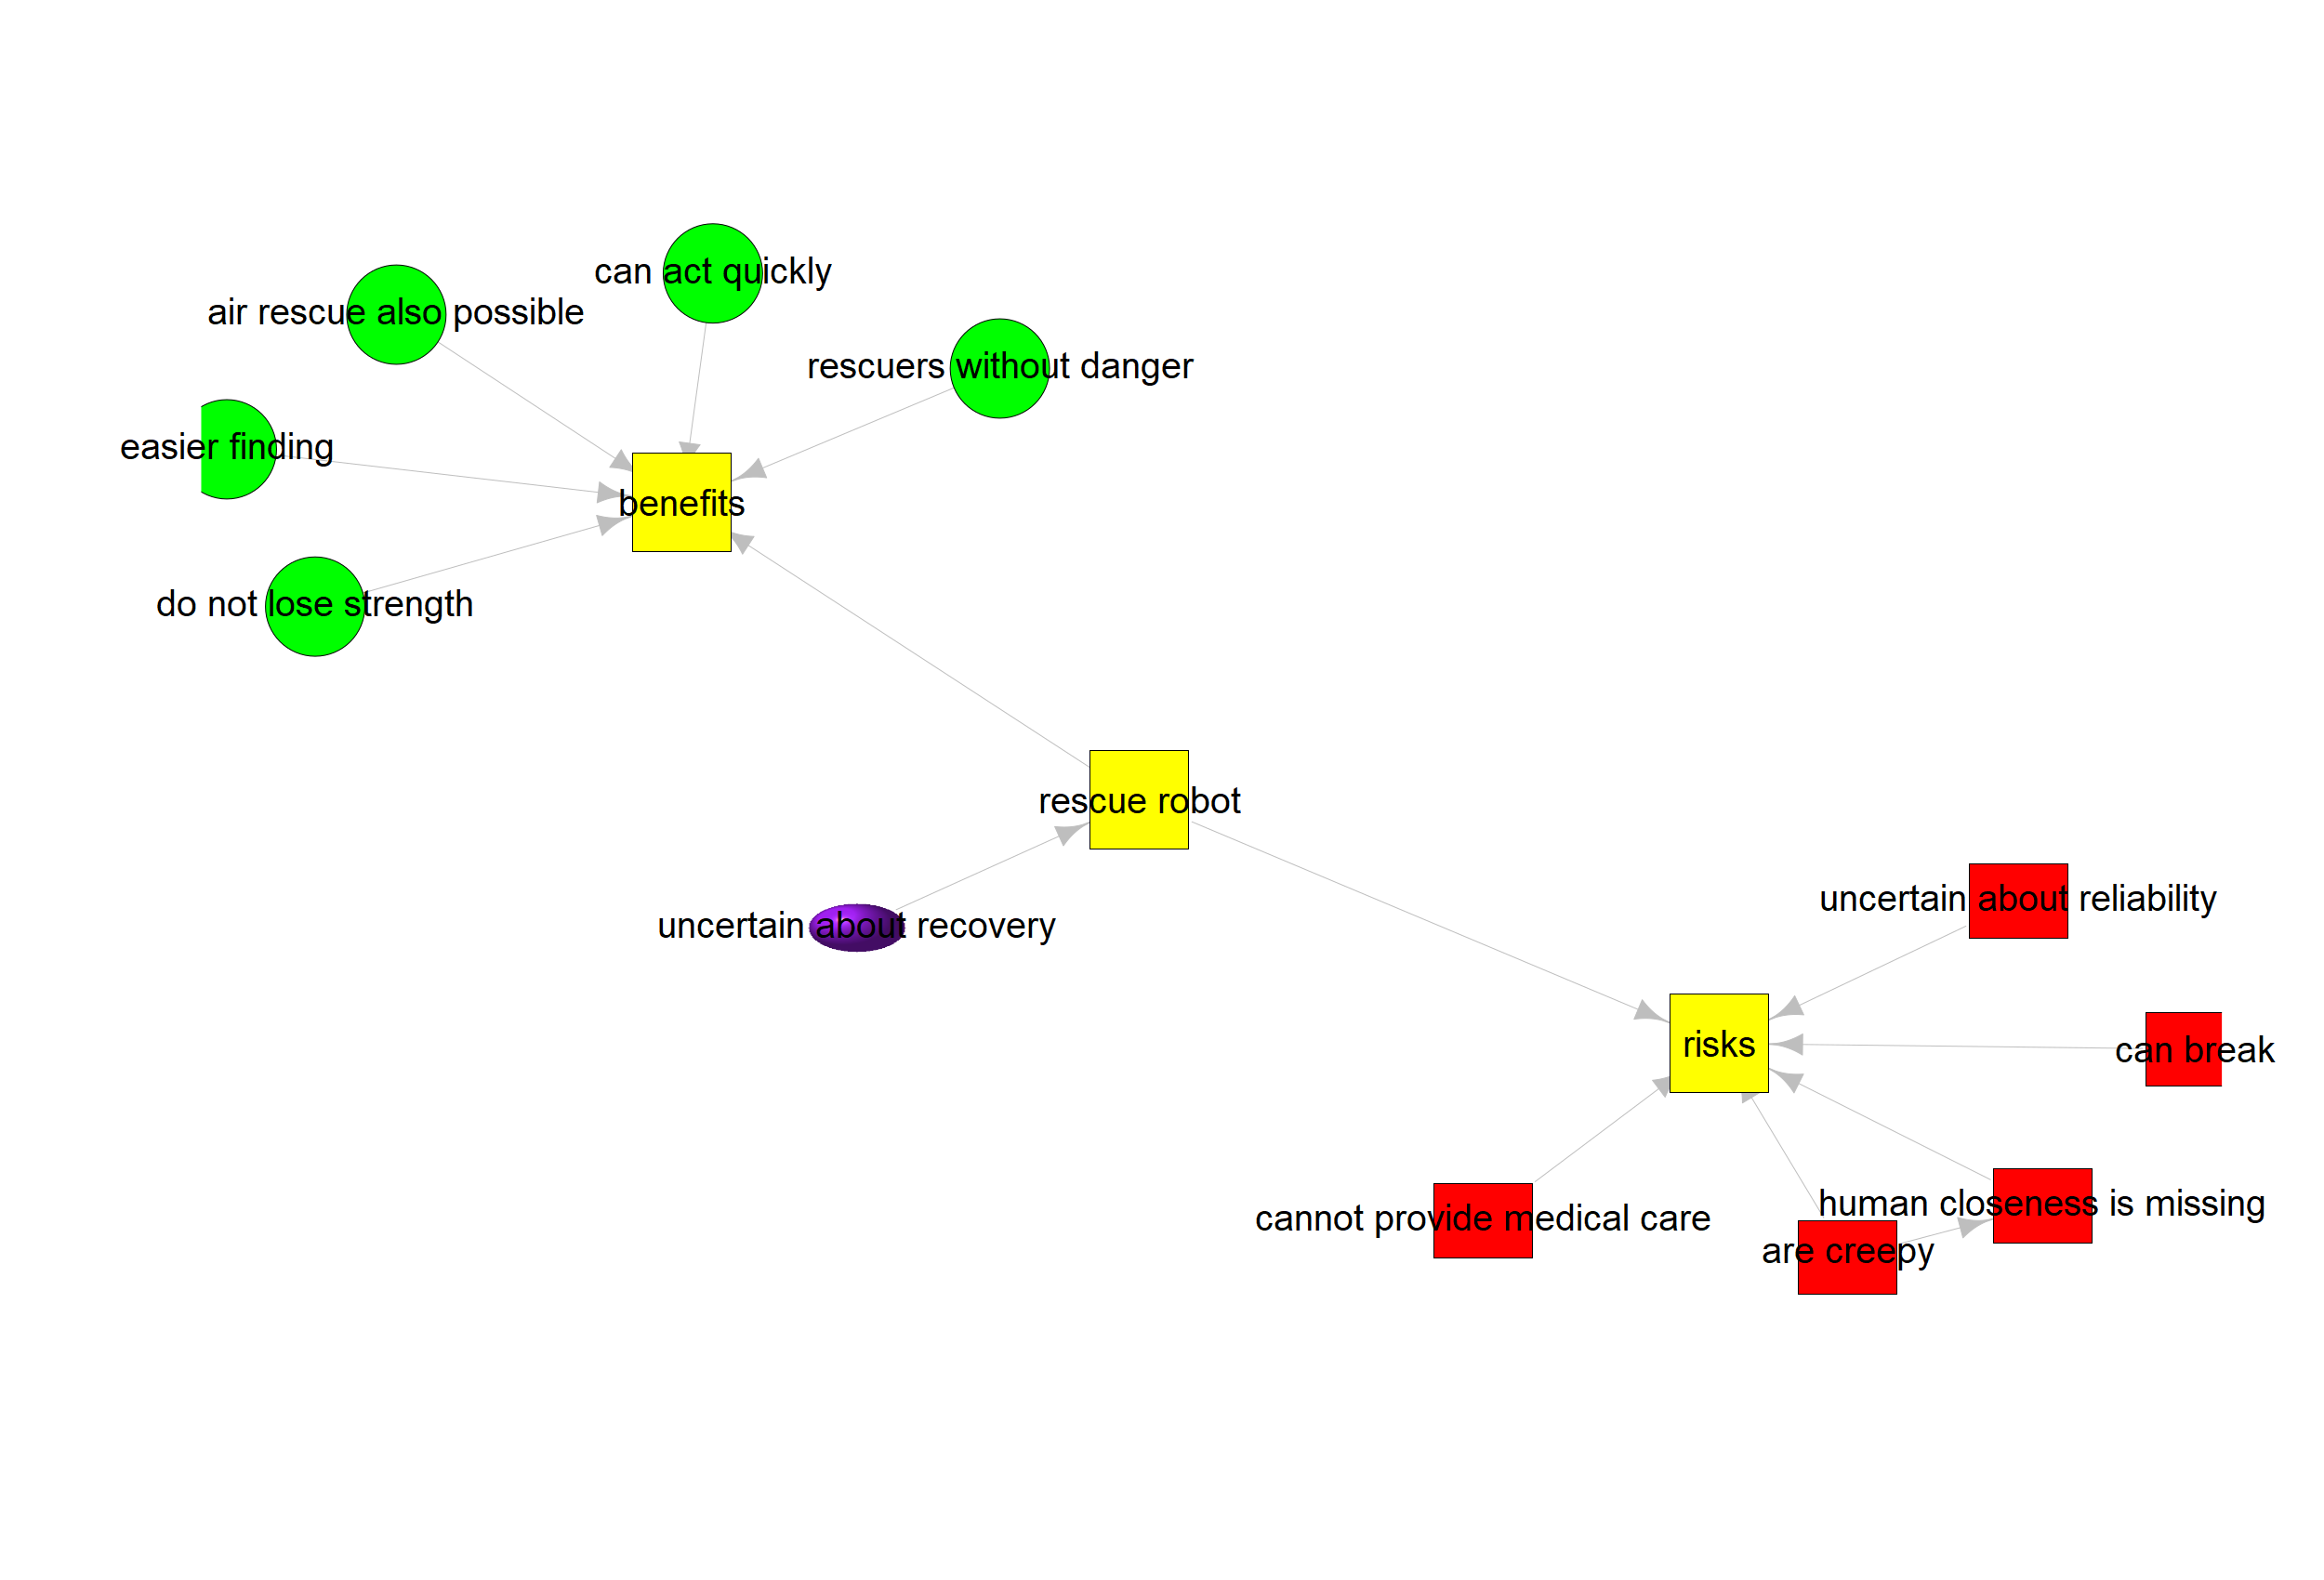 can act quickly
air rescue also possible
rescuers without danger
easier finding
benefits
do not lose strength
rescue robot
uncertain about reliability
uncertain about recovery
risks
can break
human closeness is missing
cannot provide medical care
are creepy